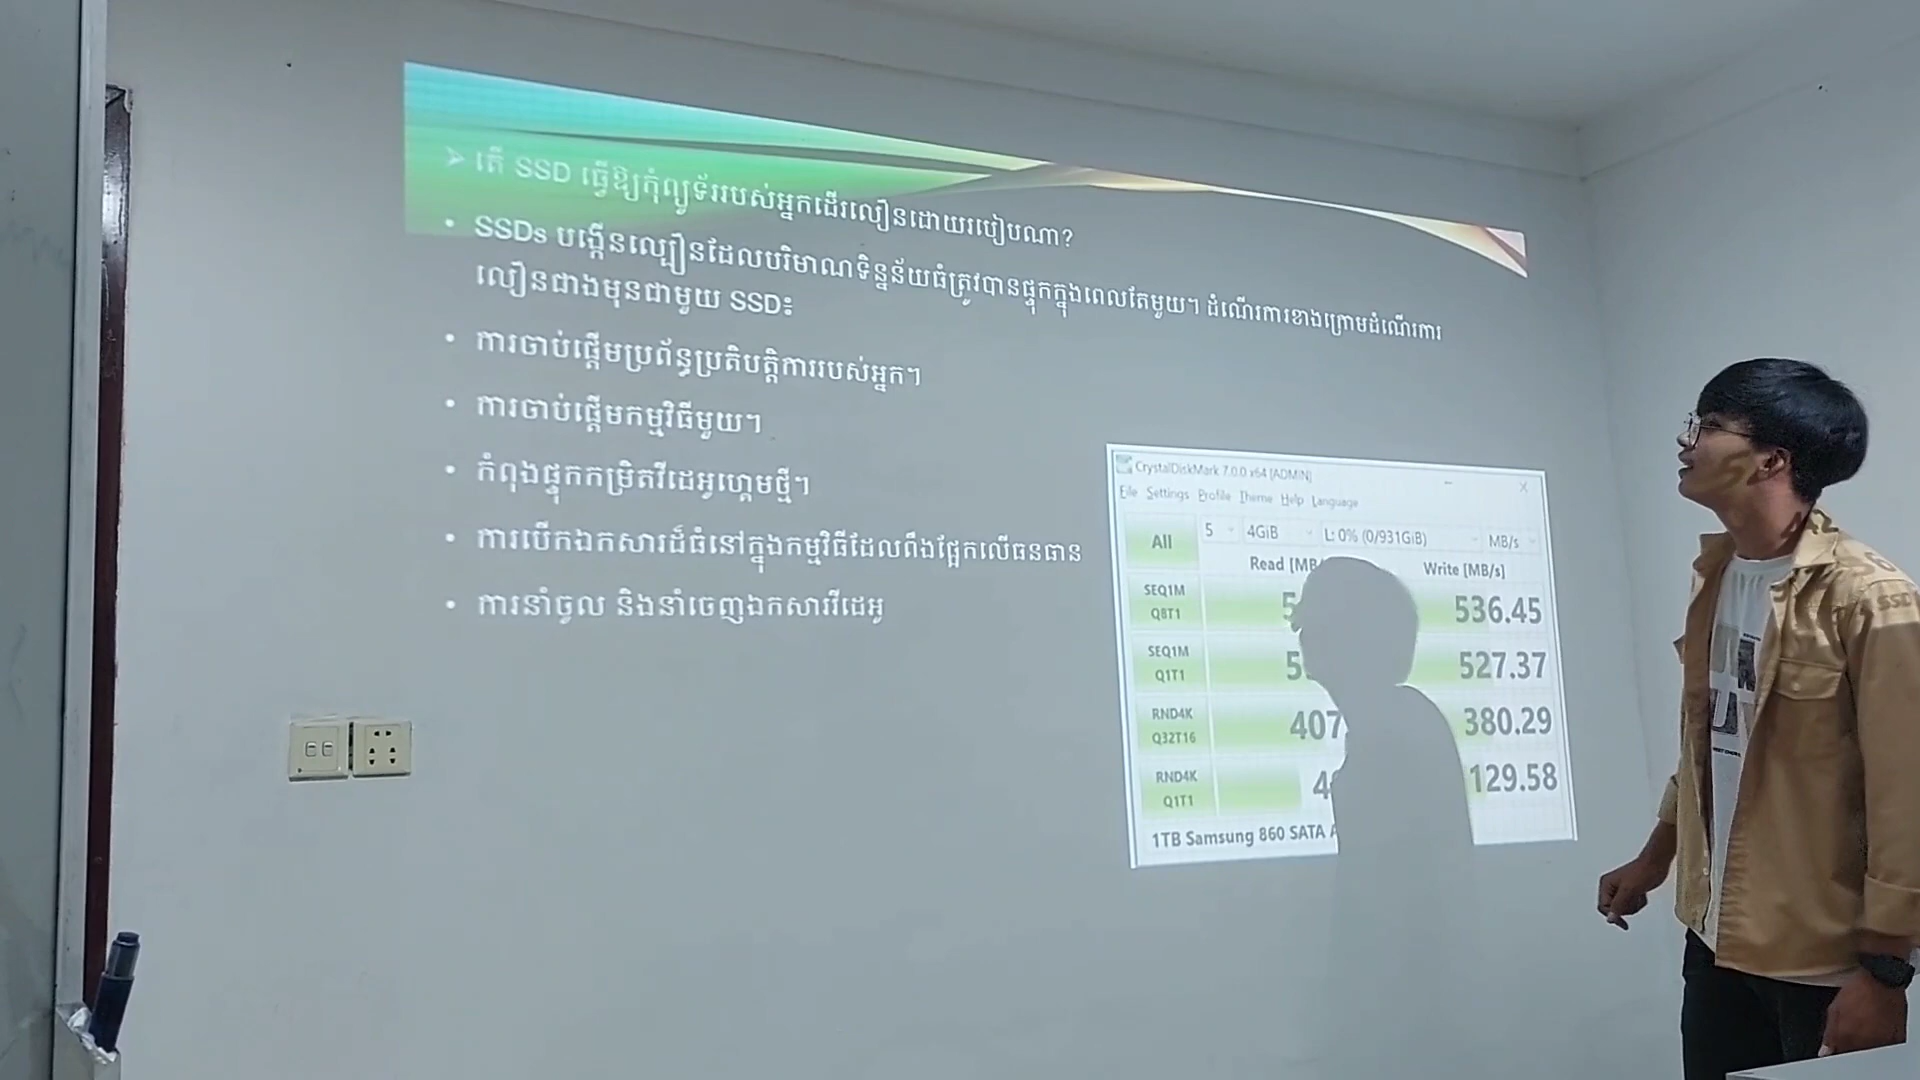 ➢ តើ SSD ធ្វើឱ្យកុំព្យូទ័ររបស់អ្នកដើរលឿនដោយរបៀបណា?
• SSDs បង្កើនល្បឿនដែលបរិមាណទិន្នន័យធំត្រូវបានផ្ទុកក្នុងពេលតែមួយ។ ដំណើរការខាងក្រោមដំណើរការ
លឿនជាងមុនជាមួយ SSD៖
• ការចាប់ផ្តើមប្រព័ន្ធប្រតិបត្តិការរបស់អ្នក។
• ការចាប់ផ្តើមកម្មវិធីមួយ។
• កំពុងផ្ទុកកម្រិតវីដេអូហ្គេមថ្មី។
• ការបើកឯកសារដ៏ធំនៅក្នុងកម្មវិធីដែលពឹងផ្អែកលើធនធាន
• ការនាំចូល និងនាំចេញឯកសារវីដេអូ
CrystalDiskMark 7.0.0 x64 [ADMIN]
File Settings Profile Theme Help Language
All 5 4GiB L: 0% (0/931GiB) MB/s
Read Write [MB/s]
SEQ1M
Q8T1 536.45
SEQ1M
Q1T1 527.37
RND4K
Q32T16 407 380.29
RND4K
Q1T1 129.58
1TB Samsung 860 SATA